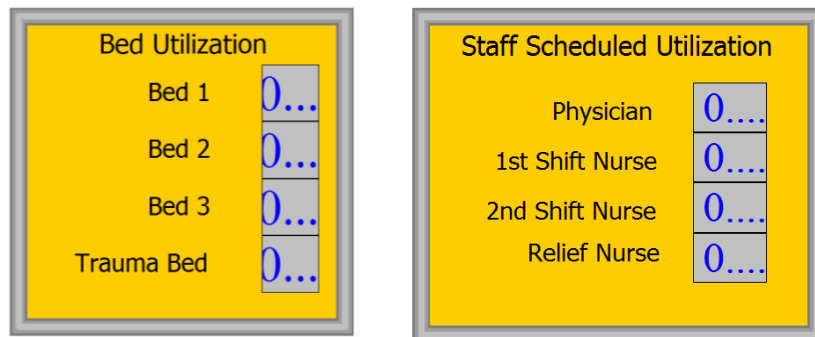 Bed Utilization
Bed 1 0...
Bed 2 0...
Bed 3 0...
Trauma Bed 0...
Staff Scheduled Utilization
Physician 0....
1st Shift Nurse 0....
2nd Shift Nurse 0....
Relief Nurse 0....